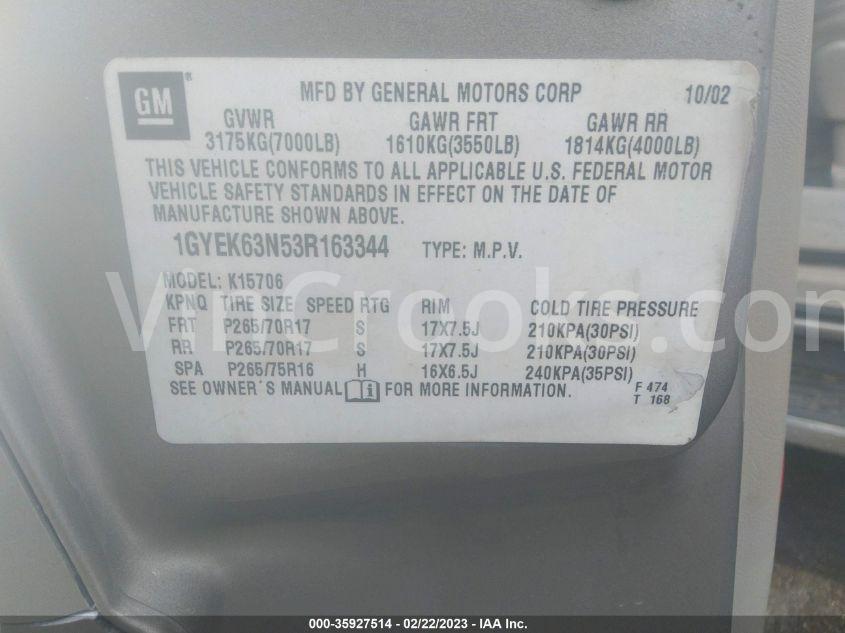 GM
MFD BY GENERAL MOTORS CORP 10/02
GVWR GAWR FRT GAWR RR
3175KG(7000LB) 1610KG(3550LB) 1814KG(4000LB)
THIS VEHICLE CONFORMS TO ALL APPLICABLE U.S. FEDERAL MOTOR
VEHICLE SAFETY STANDARDS IN EFFECT ON THE DATE OF
MANUFACTURE SHOWN ABOVE.
1GYEK63N53R163344 TYPE: M.P.V.
MODEL: K15706
KPNQ TIRE SIZE SPEED RTG RIM COLD TIRE PRESSURE
FRT P265/70R17 S 17X7.5J 210KPA(30PSI)
RR P265/70R17 S 17X7.5J 210KPA(30PSI)
SPA P265/75R16 H 16X6.5J 240KPA(35PSI)
SEE OWNER'S MANUAL FOR MORE INFORMATION.
F 474
T 168
000-35927514 - 02/22/2023 - IAA Inc.